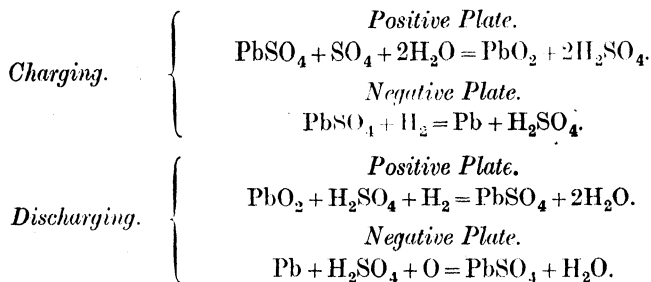 Positive Plate.
PbSO₄ + SO₄ + 2H₂O = PbO₂ + 2H₂SO₄.
Charging.
Negative Plate.
PbSO₄ + H₂ = Pb + H₂SO₄.
Positive Plate.
PbO₂ + H₂SO₄ + H₂ = PbSO₄ + 2H₂O.
Discharging.
Negative Plate.
Pb + H₂SO₄ + O = PbSO₄ + H₂O.